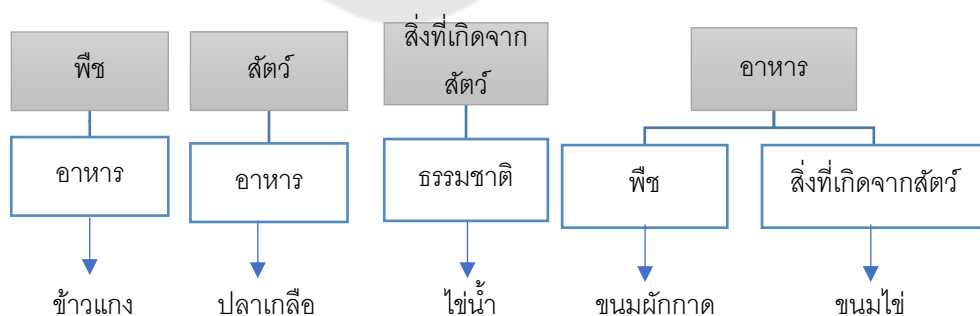 พืช
สัตว์
สิ่งที่เกิดจาก
สัตว์
อาหาร
อาหาร
อาหาร
ธรรมชาติ
พืช
สิ่งที่เกิดจากสัตว์
ข้าวแกง
ปลาเกลือ
ไข่น้ำ
ขนมผักกาด
ขนมไข่